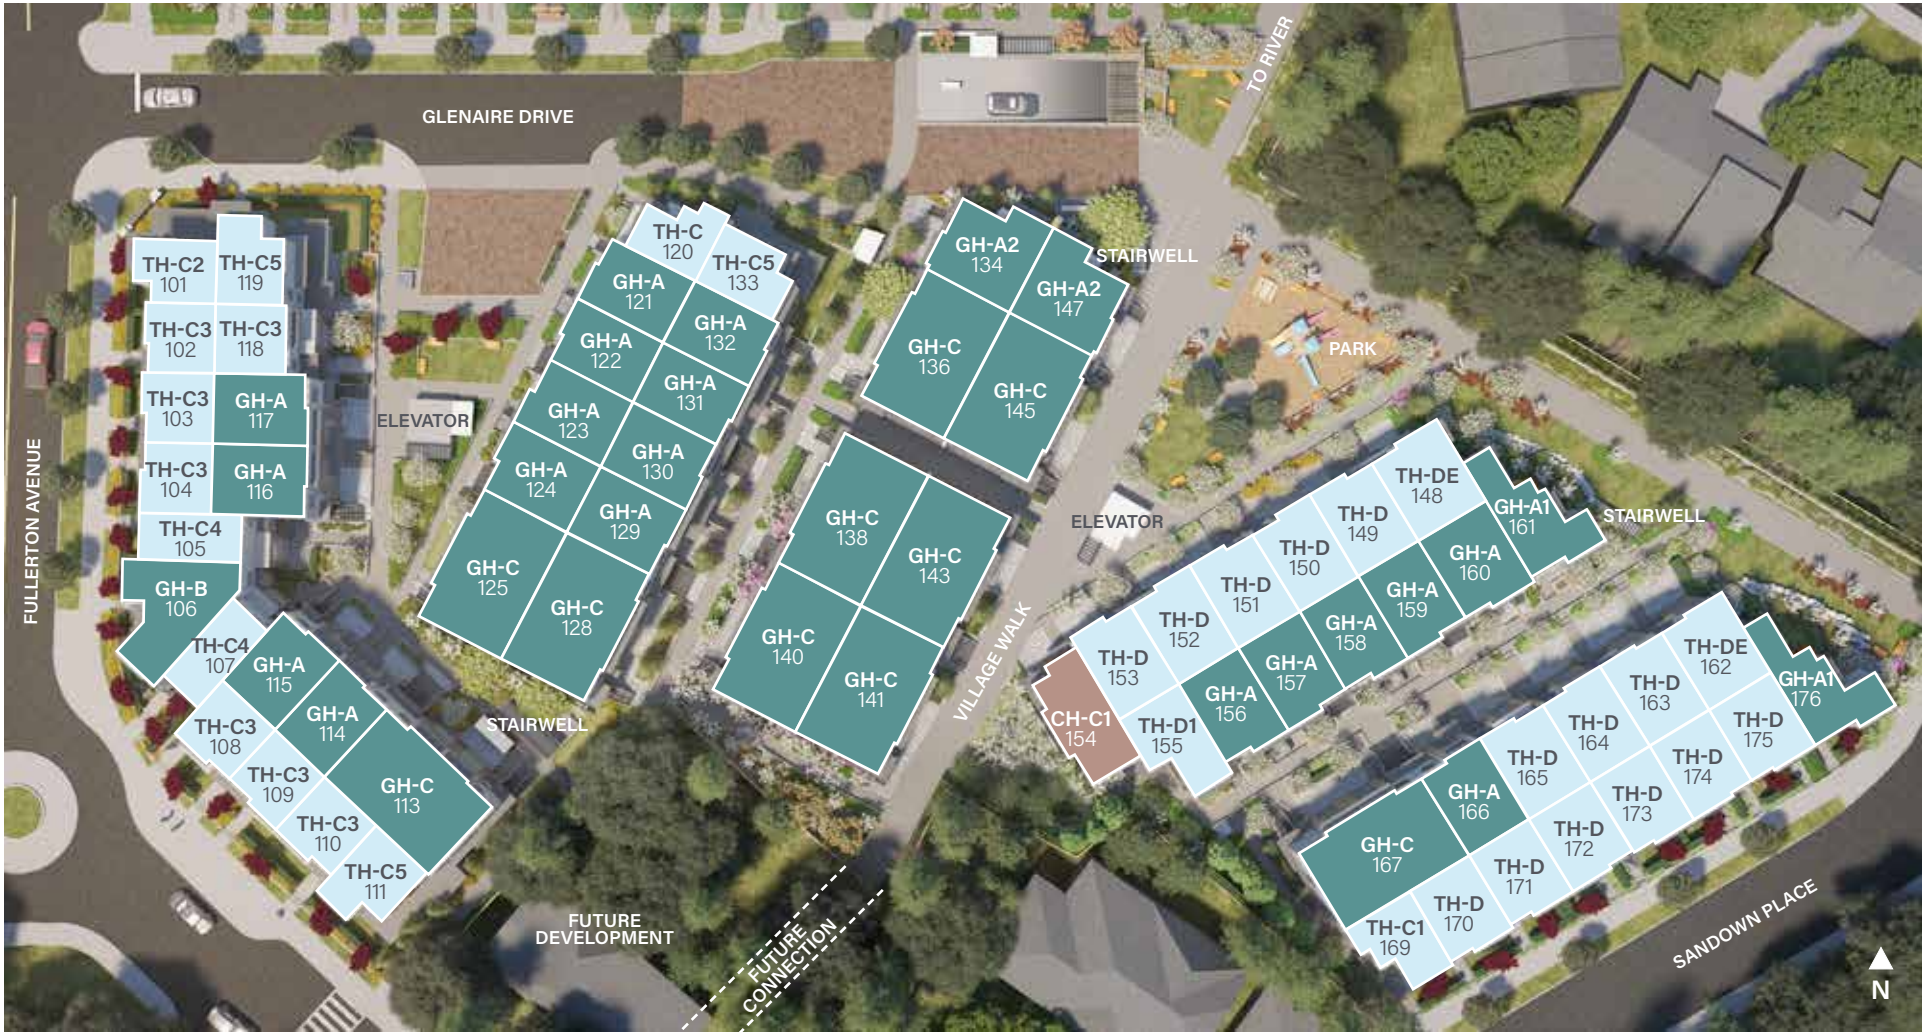 GLENAIRE DRIVE
TO RIVER
FULLERTON AVENUE
TH-C2
101
TH-C5
119
TH-C3
102
TH-C3
118
TH-C3
103
GH-A
117
TH-C3
104
GH-A
116
TH-C4
105
GH-B
106
TH-C4
107
GH-A
115
TH-C3
108
GH-A
114
TH-C3
109
GH-C
113
TH-C3
110
TH-C5
111
ELEVATOR
STAIRWELL
TH-C
120
TH-C5
133
GH-A
121
GH-A
132
GH-A
122
GH-A
131
GH-A
123
GH-A
130
GH-A
124
GH-A
129
GH-C
125
GH-C
128
GH-A2
134
GH-A2
147
STAIRWELL
GH-C
136
GH-C
145
GH-C
138
GH-C
143
GH-C
140
GH-C
141
VILLAGE WALK
PARK
ELEVATOR
TH-DE
148
GH-A1
161
STAIRWELL
TH-D
149
GH-A
160
TH-D
150
GH-A
159
TH-D
151
GH-A
158
TH-D
152
GH-A
157
TH-D
153
GH-A
156
CH-C1
154
TH-D1
155
TH-DE
162
GH-A1
176
TH-D
163
TH-D
175
TH-D
164
TH-D
174
TH-D
165
TH-D
173
GH-A
166
TH-D
172
GH-C
167
TH-D
171
TH-D
170
TH-C1
169
FUTURE
DEVELOPMENT
FUTURE
CONNECTION
SANDOWN PLACE
N